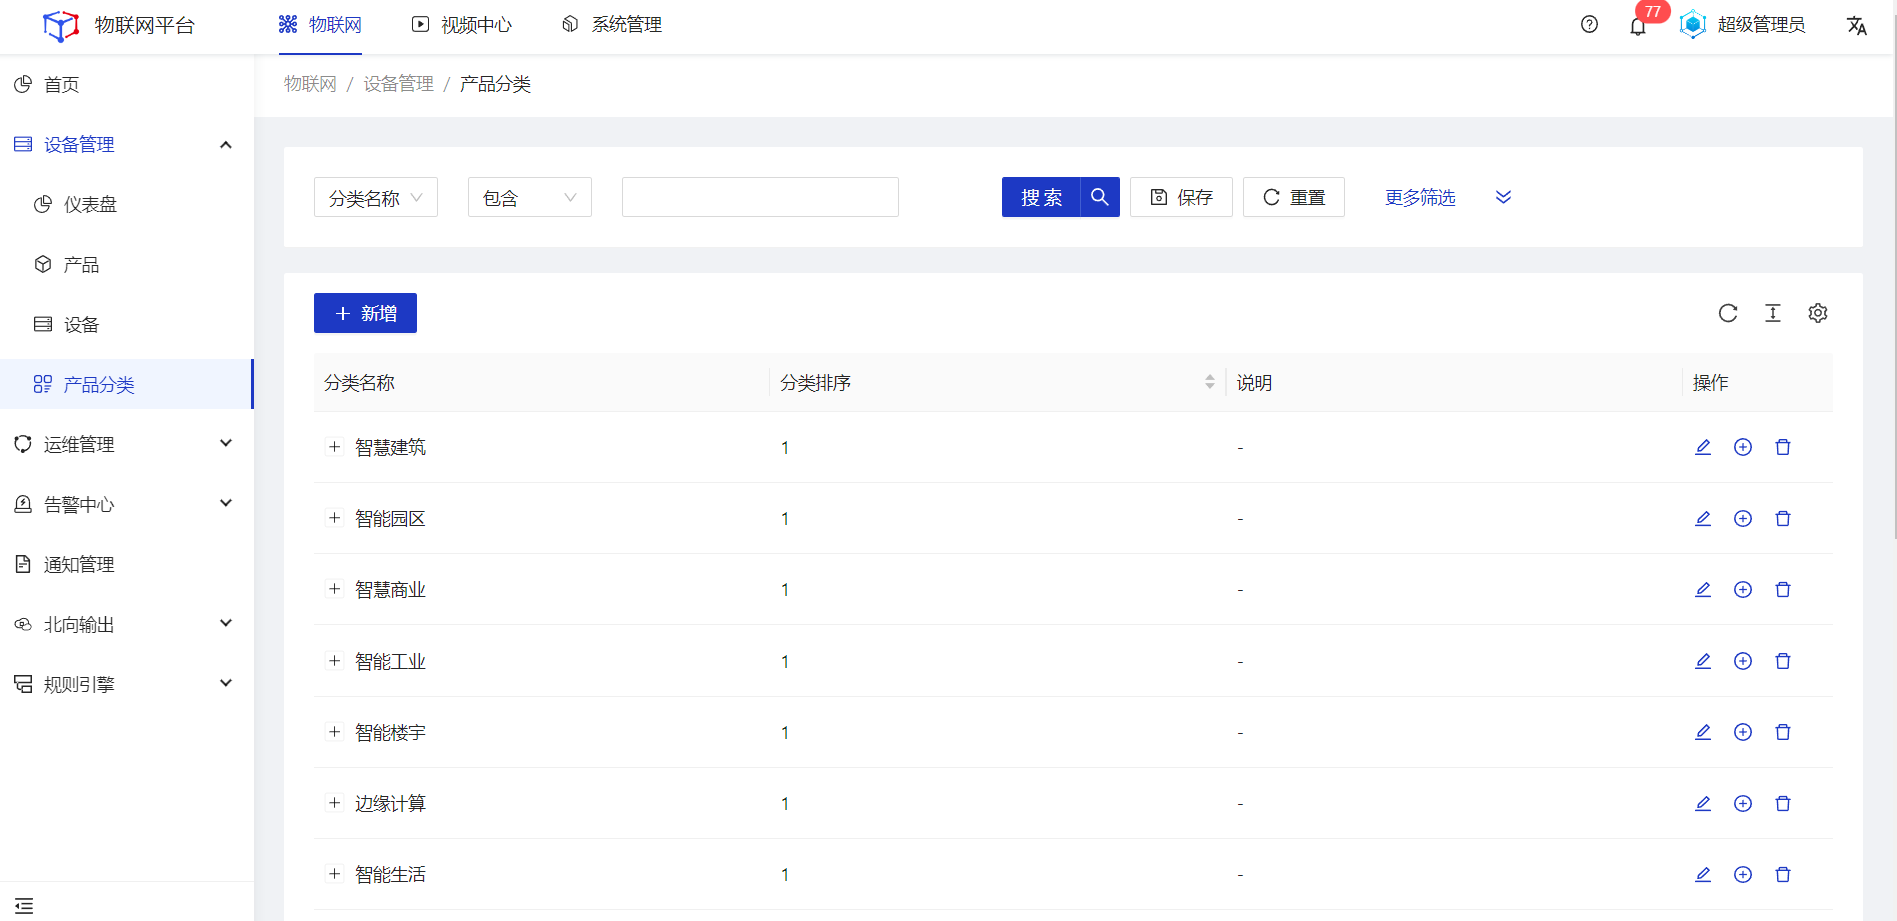 物联网平台 物联网 视频中心 系统管理 77 超级管理员
首页
设备管理
仪表盘
产品
设备
产品分类
运维管理
告警中心
通知管理
北向输出
规则引擎
物联网 / 设备管理 / 产品分类
分类名称 包含 搜索 保存 重置 更多筛选
新增
分类名称 分类排序 说明 操作
智慧建筑 1 -
智能园区 1 -
智慧商业 1 -
智能工业 1 -
智能楼宇 1 -
边缘计算 1 -
智能生活 1 -